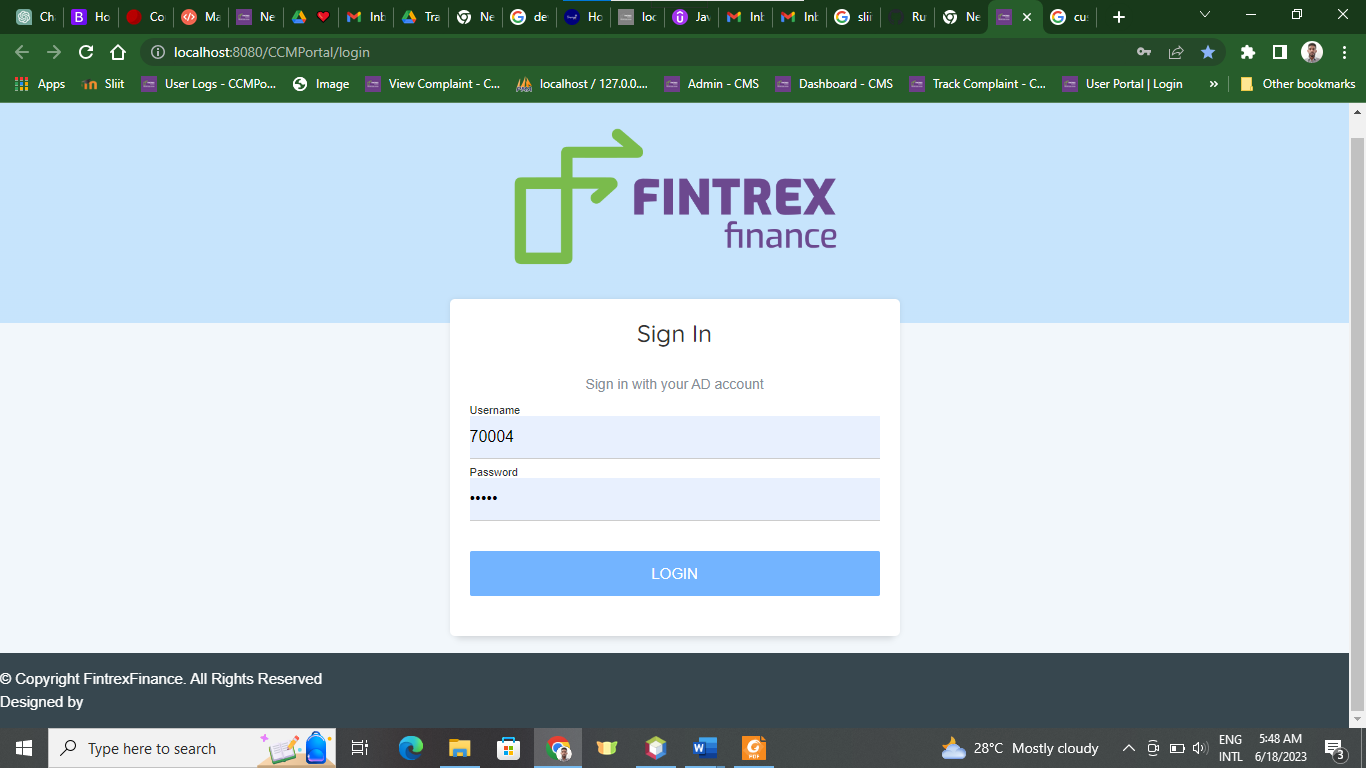 Ch
Ho
Co
Ma
Ne
Inb
Tra
Ne
de
Ho
loc
Jav
Inb
Inb
sli
Ru
Ne
cus
localhost:8080/CCMPortal/login
Apps
Sliit
User Logs - CCMPo...
Image
View Complaint - C...
localhost / 127.0.0....
Admin - CMS
Dashboard - CMS
Track Complaint - C...
User Portal | Login
»
Other bookmarks
FINTREX
finance
Sign In
Sign in with your AD account
Username
70004
Password
•••••
LOGIN
© Copyright FintrexFinance. All Rights Reserved
Designed by
Type here to search
28°C Mostly cloudy
ENG
INTL
5:48 AM
6/18/2023
3